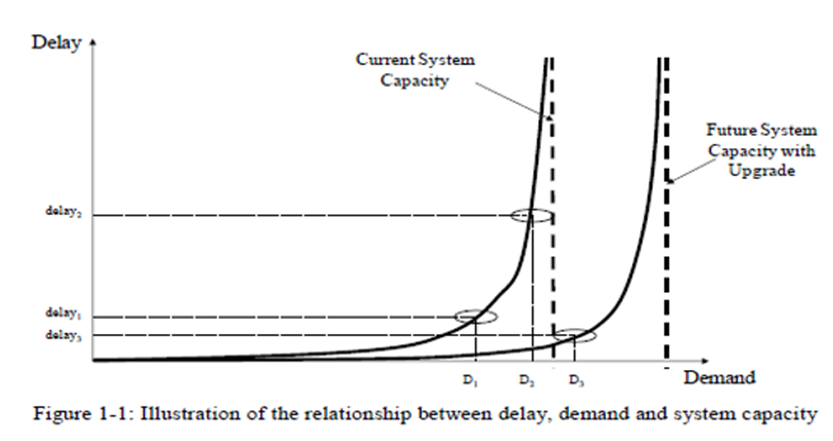 Delay
Current System
Capacity
Future System
Capacity with
Upgrade
delay₂
delay₁
delay₃
D₁
D₂
D₃
Demand
Figure 1-1: Illustration of the relationship between delay, demand and system capacity